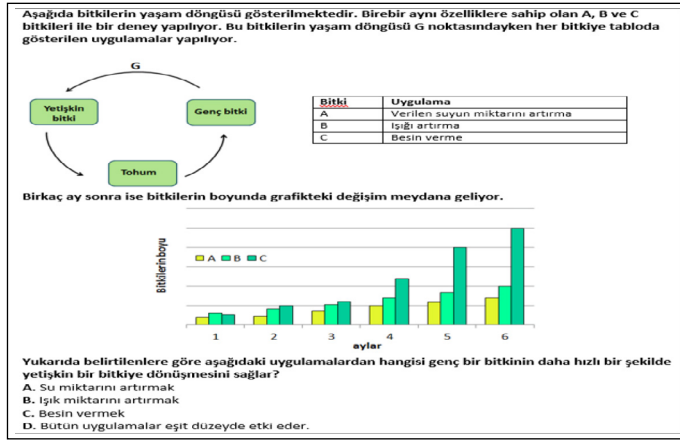 Aşağıda bitkilerin yaşam döngüsü gösterilmektedir. Birebir aynı özelliklere sahip olan A, B ve C
bitkileri ile bir deney yapılıyor. Bu bitkilerin yaşam döngüsü G noktasındayken her bitkiye tabloda
gösterilen uygulamalar yapılıyor.
G
Yetişkin
bitki
Genç bitki
Tohum
Bitki Uygulama
A Verilen suyun miktarını artırma
B Işığı artırma
C Besin verme
Birkaç ay sonra ise bitkilerin boyunda grafikteki değişim meydana geliyor.
Bitkilerin boyu
A B C
1 2 3 4 5 6
aylar
Yukarıda belirtilenlere göre aşağıdaki uygulamalardan hangisi genç bir bitkinin daha hızlı bir şekilde
yetişkin bir bitkiye dönüşmesini sağlar?
A. Su miktarını artırmak
B. Işık miktarını artırmak
C. Besin vermek
D. Bütün uygulamalar eşit düzeyde etki eder.